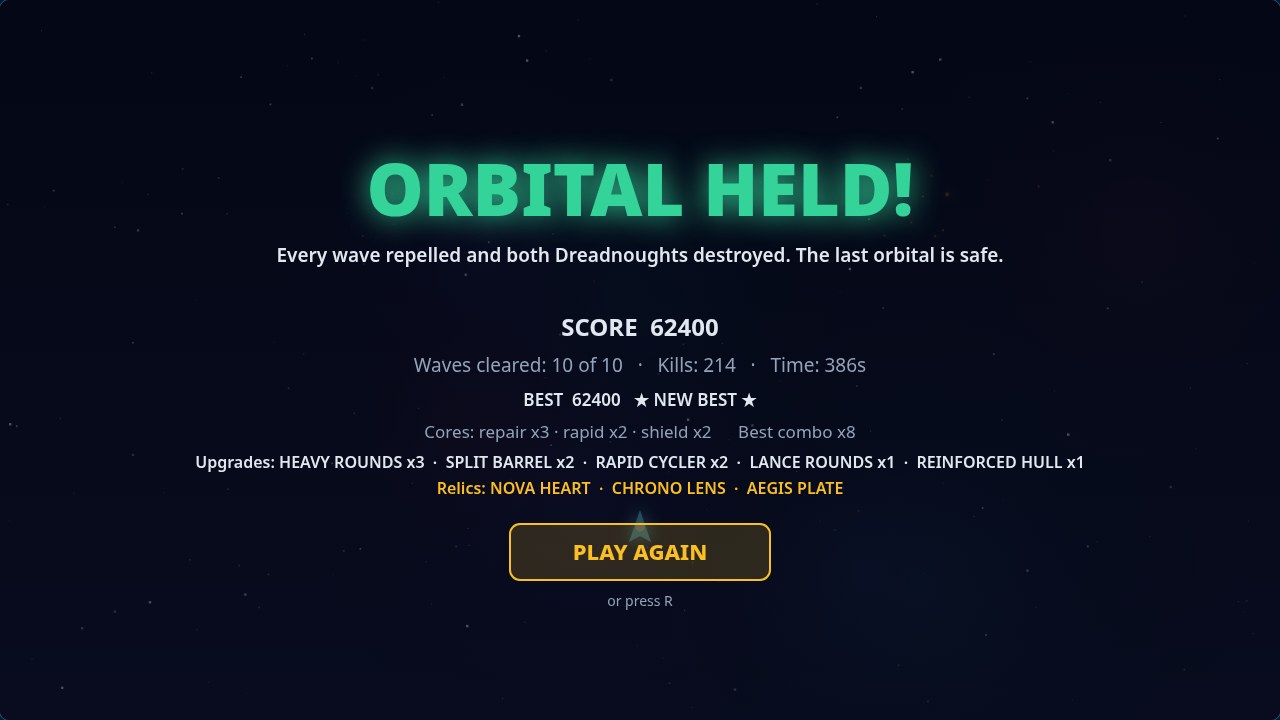 ORBITAL HELD!
Every wave repelled and both Dreadnoughts destroyed. The last orbital is safe.
SCORE 62400
Waves cleared: 10 of 10 · Kills: 214 · Time: 386s
BEST 62400 ★ NEW BEST ★
Cores: repair x3 · rapid x2 · shield x2 Best combo x8
Upgrades: HEAVY ROUNDS x3 · SPLIT BARREL x2 · RAPID CYCLER x2 · LANCE ROUNDS x1 · REINFORCED HULL x1
Relics: NOVA HEART · CHRONO LENS · AEGIS PLATE
PLAY AGAIN
or press R